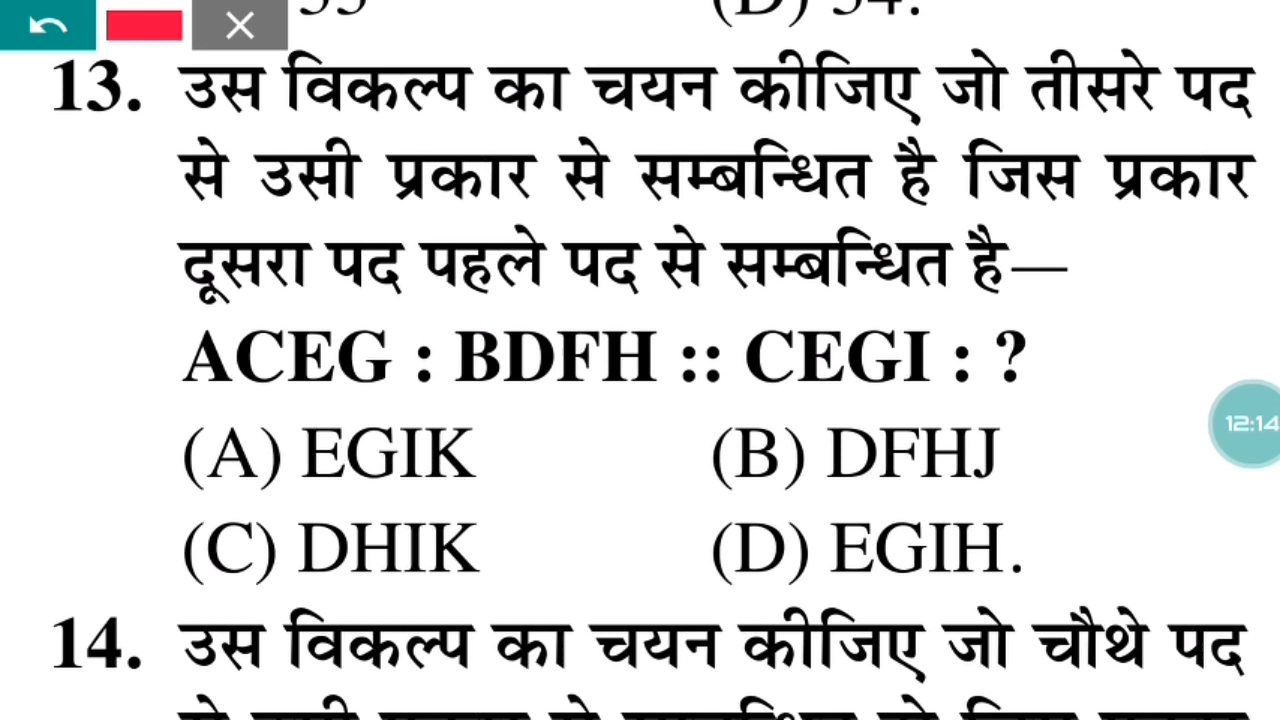 13. उस विकल्प का चयन कीजिए जो तीसरे पद
से उसी प्रकार से सम्बन्धित है जिस प्रकार
दूसरा पद पहले पद से सम्बन्धित है—
ACEG : BDFH :: CEGI : ?
(A) EGIK (B) DFHJ
12:14
(C) DHIK (D) EGIH.
14. उस विकल्प का चयन कीजिए जो चौथे पद